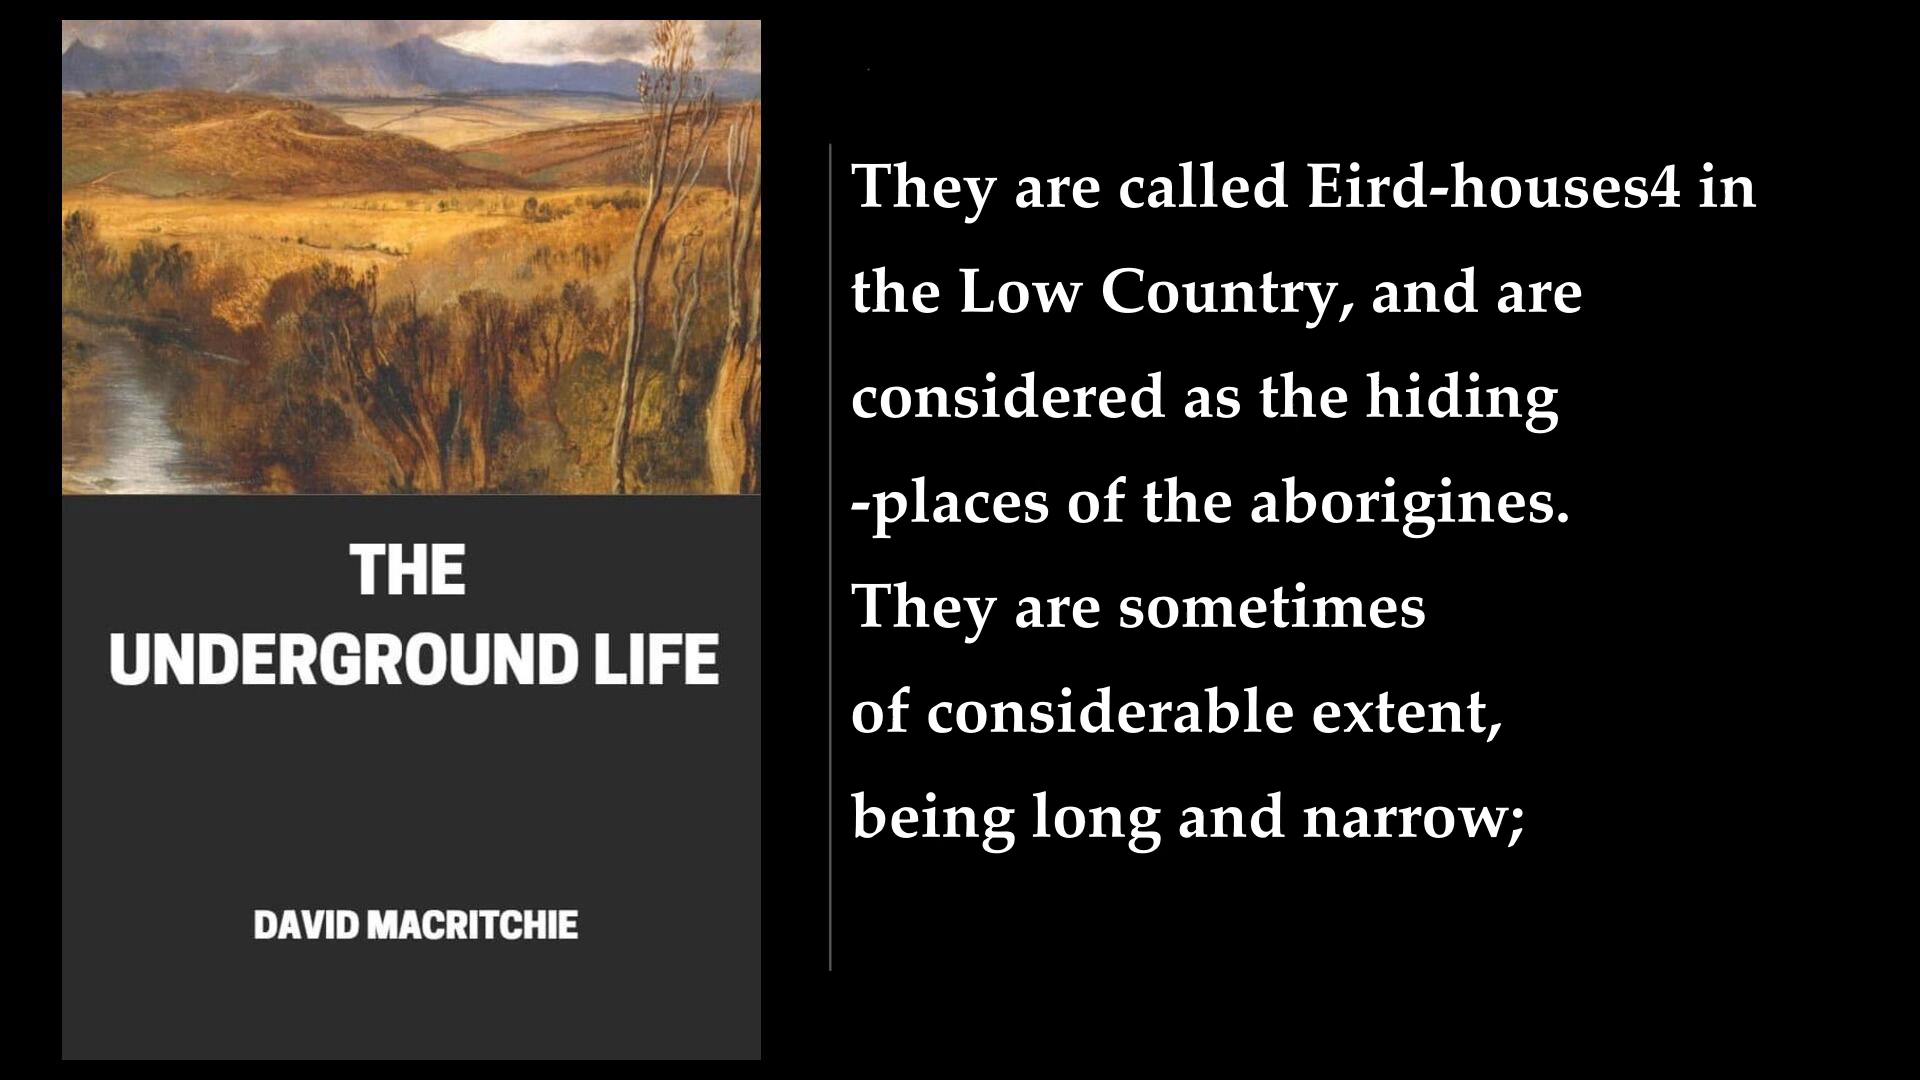 THE
UNDERGROUND LIFE
DAVID MACRITCHIE
They are called Eird-houses4 in
the Low Country, and are
considered as the hiding
-places of the aborigines.
They are sometimes
of considerable extent,
being long and narrow;